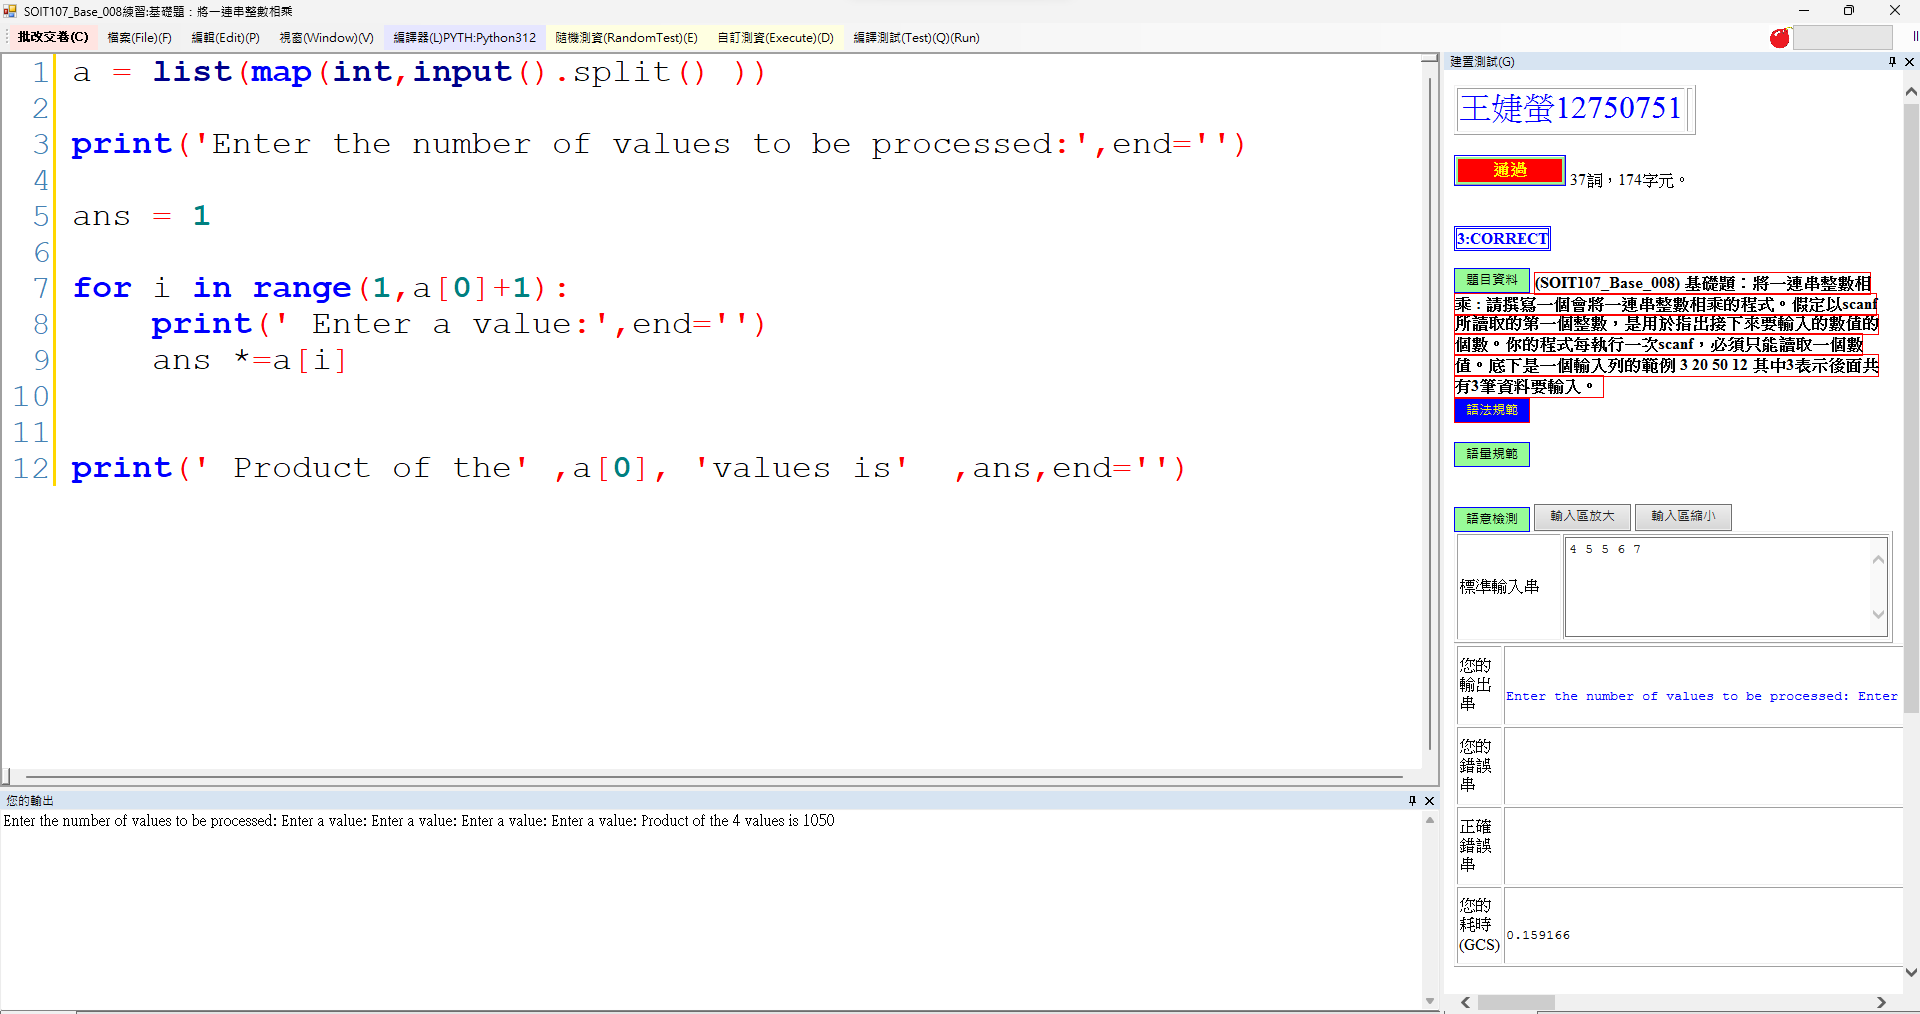 SOIT107_Base_008練習:基礎題：將一連串整數相乘
批改交卷(C) 檔案(File)(F) 編輯(Edit)(P) 視窗(Window)(V) 編譯器(L)PYTH:Python312 隨機測資(RandomTest)(E) 自訂測資(Execute)(D) 編譯測試(Test)(Q)(Run)
1 a = list(map(int,input().split() ))
2
3 print('Enter the number of values to be processed:',end='')
4
5 ans = 1
6
7 for i in range(1,a[0]+1):
8     print(' Enter a value:',end='')
9     ans *=a[i]
10
11
12 print(' Product of the' ,a[0], 'values is'  ,ans,end='')
您的輸出
Enter the number of values to be processed: Enter a value: Enter a value: Enter a value: Enter a value: Product of the 4 values is 1050
建置測試(G)
王婕螢12750751
通過 37詞，174字元。
3:CORRECT
題目資料 (SOIT107_Base_008) 基礎題：將一連串整數相
乘：請撰寫一個會將一連串整數相乘的程式。假定以scanf
所讀取的第一個整數，是用於指出接下來要輸入的數值的
個數。你的程式每執行一次scanf，必須只能讀取一個數
值。底下是一個輸入列的範例 3 20 50 12 其中3表示後面共
有3筆資料要輸入。
語法規範
語量規範
語意檢測 輸入區放大 輸入區縮小
標準輸入串 4 5 5 6 7
您的
輸出
串
Enter the number of values to be processed: Enter
您的
錯誤
串
正確
錯誤
串
您的
耗時
(GCS)
0.159166